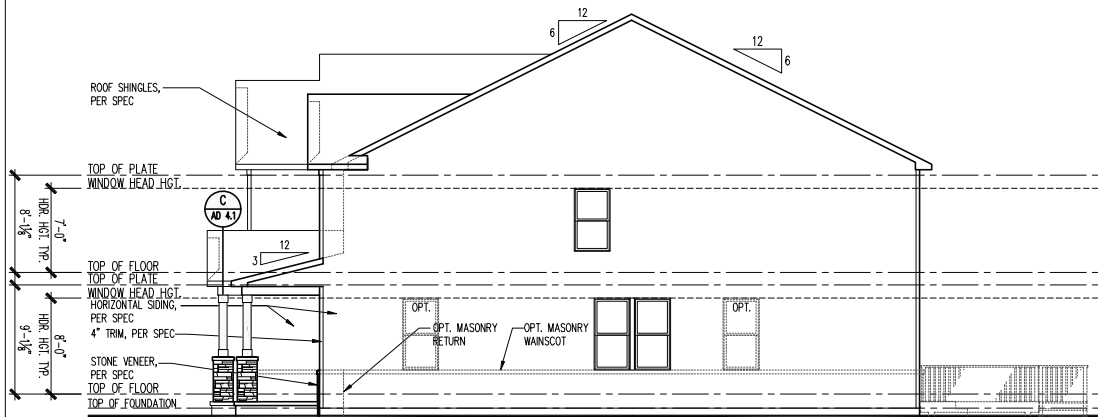 12
6
12
6
ROOF SHINGLES,
PER SPEC
TOP OF PLATE
WINDOW HEAD HGT.
C
AD 4.1
7'-0"
HDR. HGT. TYP.
8'-1⅛"
12
3
TOP OF FLOOR
TOP OF PLATE
WINDOW HEAD HGT.
HORIZONTAL SIDING,
PER SPEC
4" TRIM, PER SPEC
OPT.
OPT.
OPT. MASONRY
RETURN
OPT. MASONRY
WAINSCOT
8'-0"
HDR. HGT. TYP.
9'-1⅛"
STONE VENEER,
PER SPEC
TOP OF FLOOR
TOP OF FOUNDATION